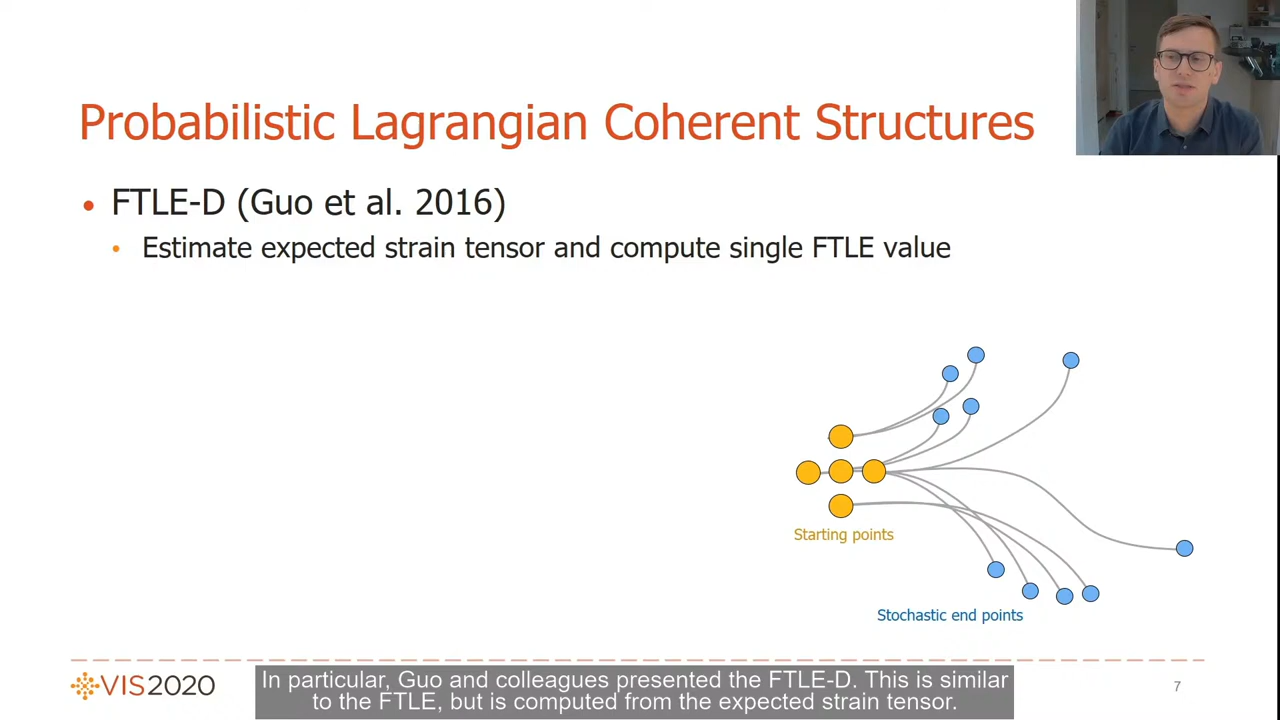 Probabilistic Lagrangian Coherent Structures
• FTLE-D (Guo et al. 2016)
• Estimate expected strain tensor and compute single FTLE value
Starting points
Stochastic end points
VIS2020
In particular, Guo and colleagues presented the FTLE-D. This is similar
to the FTLE, but is computed from the expected strain tensor.
7